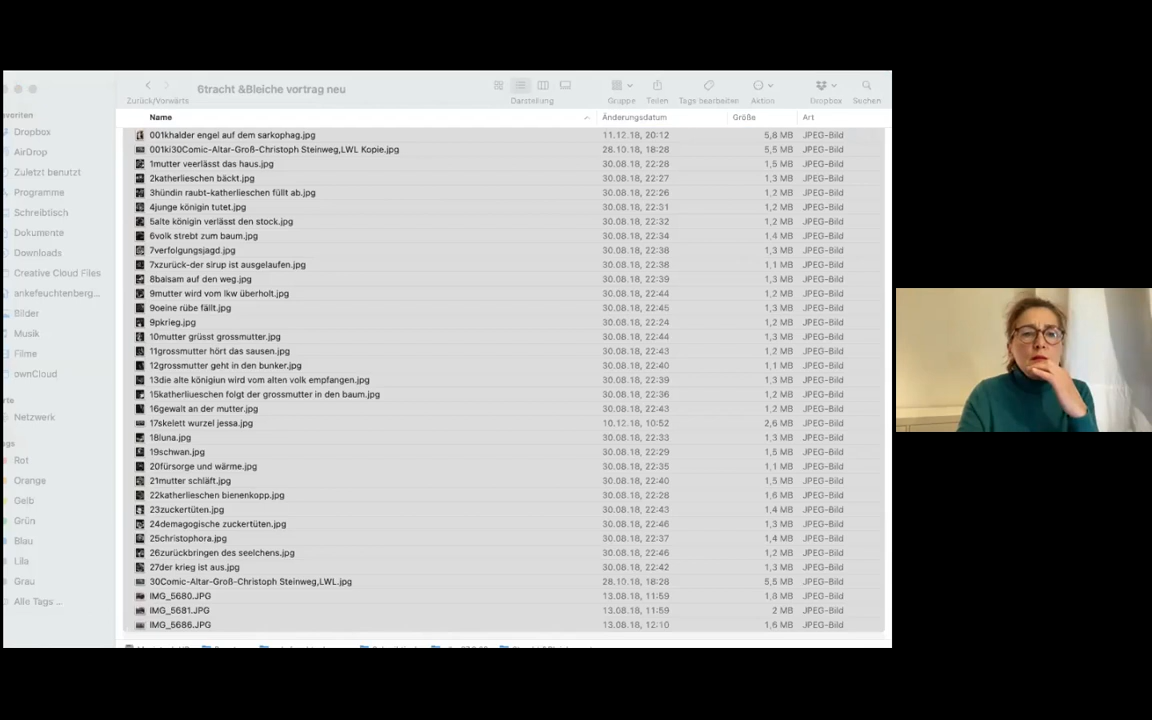 6tracht &Bleiche vortrag neu
Zurück/Vorwärts Darstellung Gruppe Teilen Tags bearbeiten Aktion Dropbox Suchen
Name Änderungsdatum Größe Art
Dropbox
AirDrop
Zuletzt benutzt
Programme
Schreibtisch
Dokumente
Downloads
Creative Cloud Files
ankefeuchtenberg...
Bilder
Musik
Filme
ownCloud
Netzwerk
Rot
Orange
Gelb
Grün
Blau
Lila
Grau
Alle Tags ...
001khalder engel auf dem sarkophag.jpg 11.12.18, 20:12 5,8 MB JPEG-Bild
001ki30Comic-Altar-Groß-Christoph Steinweg,LWL Kopie.jpg 28.10.18, 18:28 5,5 MB JPEG-Bild
1mutter veerlässt das haus.jpg 30.08.18, 22:28 1,5 MB JPEG-Bild
2katherlieschen bäckt.jpg 30.08.18, 22:27 1,3 MB JPEG-Bild
3hündin raubt-katherlieschen füllt ab.jpg 30.08.18, 22:26 1,2 MB JPEG-Bild
4junge königin tutet.jpg 30.08.18, 22:31 1,2 MB JPEG-Bild
5alte königin verlässt den stock.jpg 30.08.18, 22:32 1,2 MB JPEG-Bild
6volk strebt zum baum.jpg 30.08.18, 22:34 1,4 MB JPEG-Bild
7verfolgungsjagd.jpg 30.08.18, 22:38 1,3 MB JPEG-Bild
7xzurück-der sirup ist ausgelaufen.jpg 30.08.18, 22:38 1,1 MB JPEG-Bild
8balsam auf den weg.jpg 30.08.18, 22:39 1,3 MB JPEG-Bild
9mutter wird vom lkw überholt.jpg 30.08.18, 22:44 1,2 MB JPEG-Bild
9oeine rübe fällt.jpg 30.08.18, 22:45 1,3 MB JPEG-Bild
9pkrieg.jpg 30.08.18, 22:24 1,2 MB JPEG-Bild
10mutter grüsst grossmutter.jpg 30.08.18, 22:44 1,3 MB JPEG-Bild
11grossmutter hört das sausen.jpg 30.08.18, 22:43 1,2 MB JPEG-Bild
12grossmutter geht in den bunker.jpg 30.08.18, 22:40 1,1 MB JPEG-Bild
13die alte königiun wird vom alten volk empfangen.jpg 30.08.18, 22:39 1,3 MB JPEG-Bild
15katherliueschen folgt der grossmutter in den baum.jpg 30.08.18, 22:36 1,2 MB JPEG-Bild
16gewalt an der mutter.jpg 30.08.18, 22:43 1,2 MB JPEG-Bild
17skelett wurzel jessa.jpg 10.12.18, 10:52 2,6 MB JPEG-Bild
18luna.jpg 30.08.18, 22:33 1,3 MB JPEG-Bild
19schwan.jpg 30.08.18, 22:29 1,5 MB JPEG-Bild
20fürsorge und wärme.jpg 30.08.18, 22:35 1,1 MB JPEG-Bild
21mutter schläft.jpg 30.08.18, 22:40 1,5 MB JPEG-Bild
22katherlieschen bienenkopp.jpg 30.08.18, 22:28 1,6 MB JPEG-Bild
23zuckertüten.jpg 30.08.18, 22:43 1,4 MB JPEG-Bild
24demagogische zuckertüten.jpg 30.08.18, 22:46 1,3 MB JPEG-Bild
25christophora.jpg 30.08.18, 22:37 1,4 MB JPEG-Bild
26zurückbringen des seelchens.jpg 30.08.18, 22:46 1,2 MB JPEG-Bild
27der krieg ist aus.jpg 30.08.18, 22:42 1,3 MB JPEG-Bild
30Comic-Altar-Groß-Christoph Steinweg,LWL.jpg 28.10.18, 18:28 5,5 MB JPEG-Bild
IMG_5680.JPG 13.08.18, 11:59 1,8 MB JPEG-Bild
IMG_5681.JPG 13.08.18, 11:59 2 MB JPEG-Bild
IMG_5686.JPG 13.08.18, 12:10 1,6 MB JPEG-Bild